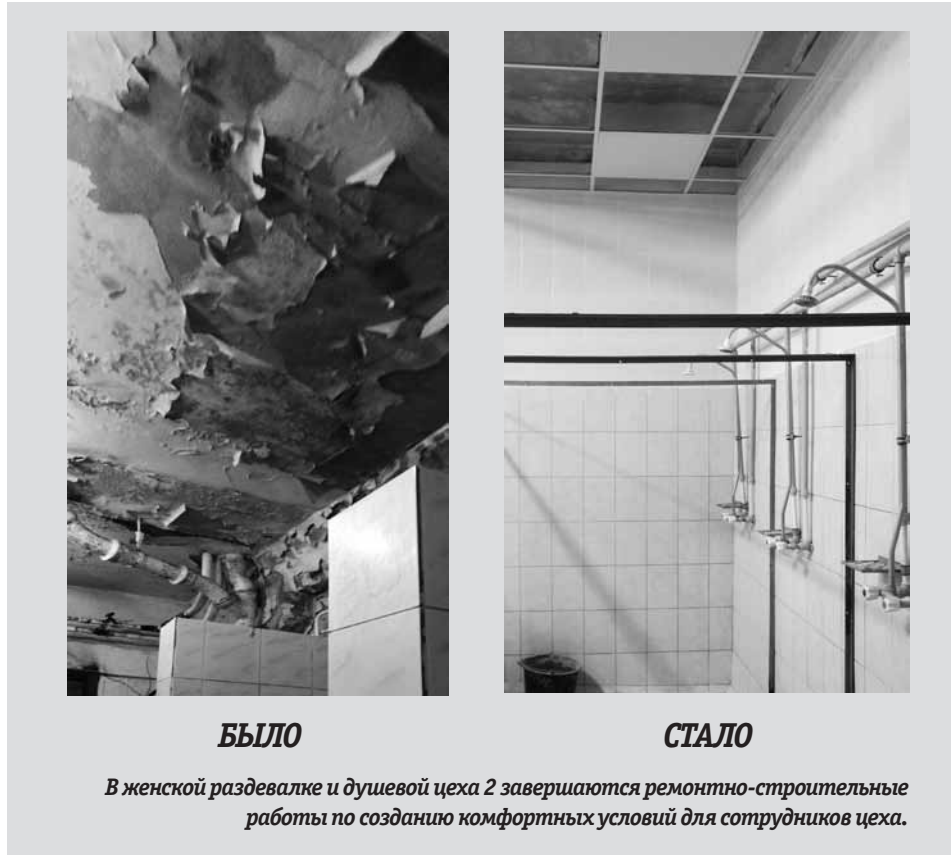 БЫЛО
СТАЛО
В женской раздевалке и душевой цеха 2 завершаются ремонтно-строительные
работы по созданию комфортных условий для сотрудников цеха.